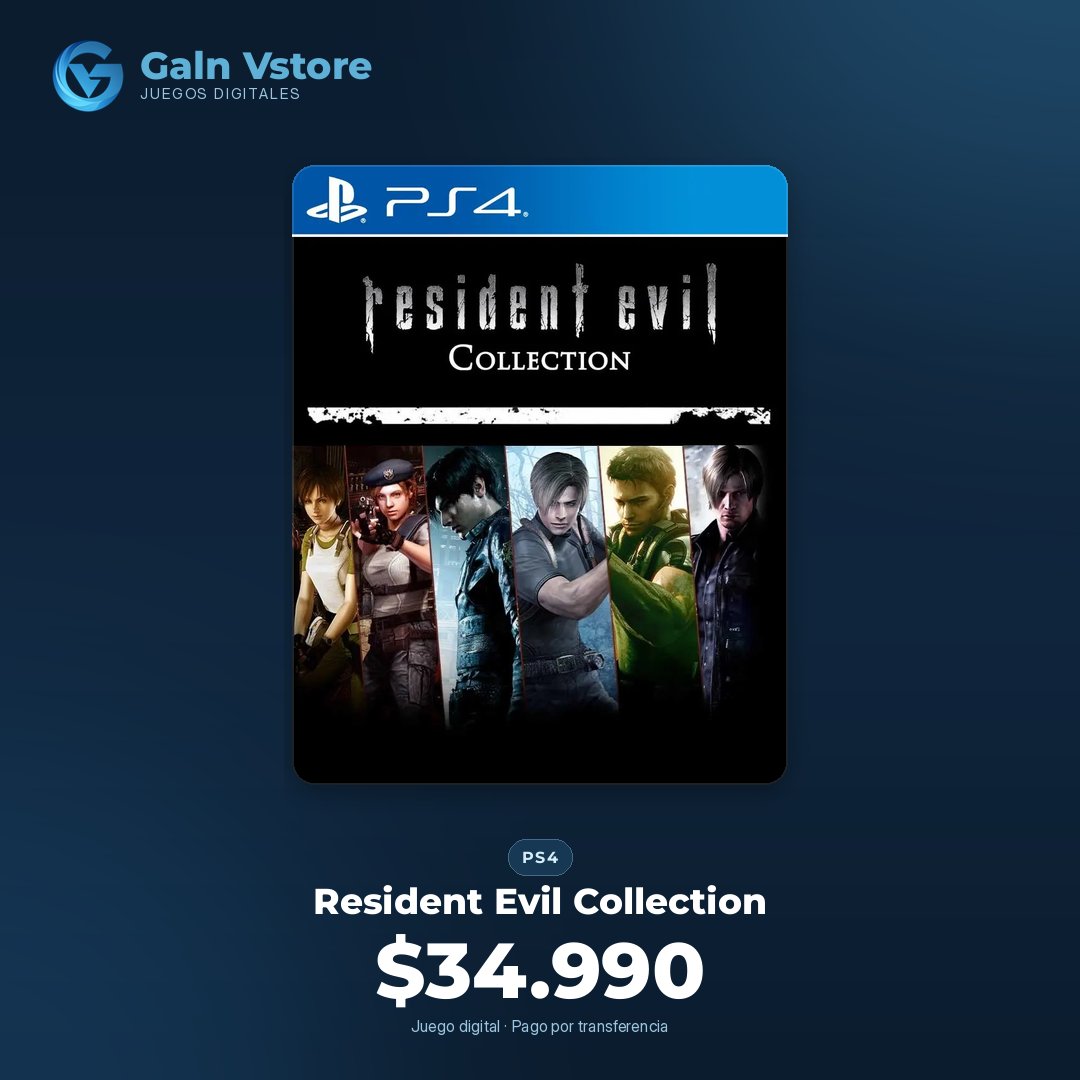 Galn Vstore
JUEGOS DIGITALES
PS4
resident evil
COLLECTION
PS4
Resident Evil Collection
$34.990
Juego digital · Pago por transferencia